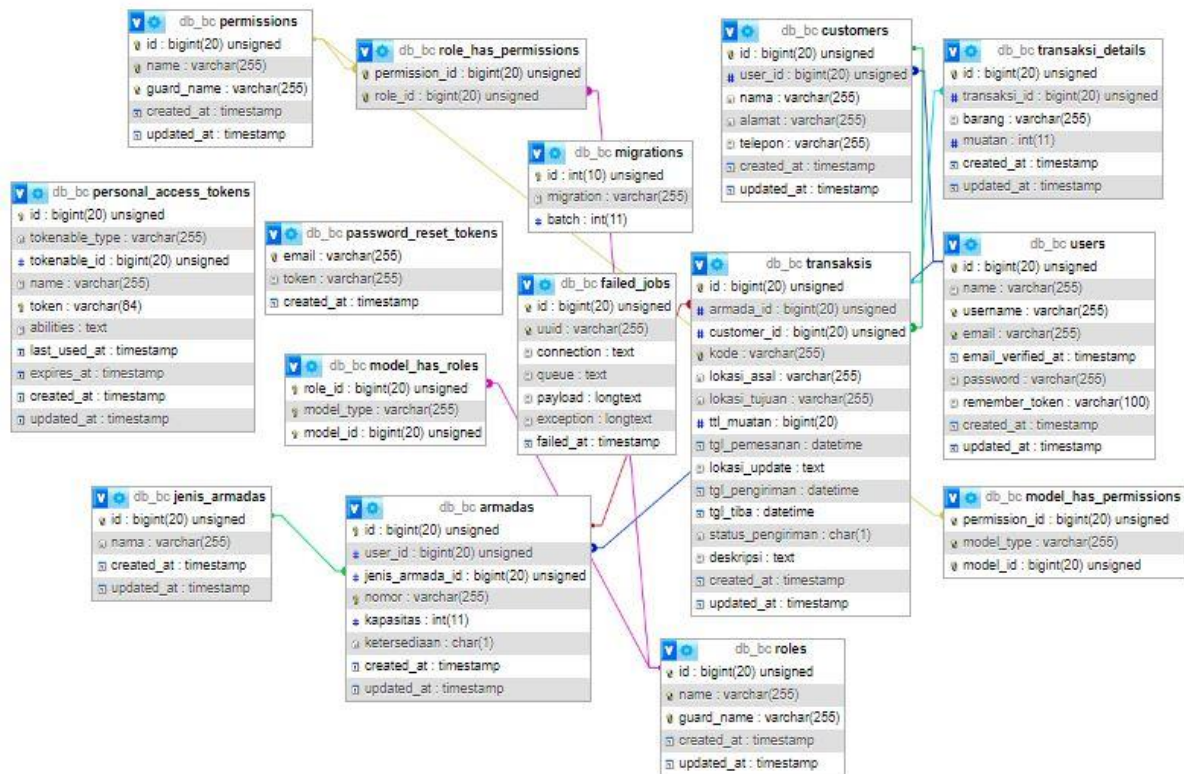 db_bc permissions
id : bigint(20) unsigned
name : varchar(255)
guard_name : varchar(255)
created_at : timestamp
updated_at : timestamp
db_bc role_has_permissions
permission_id : bigint(20) unsigned
role_id : bigint(20) unsigned
db_bc customers
id : bigint(20) unsigned
user_id : bigint(20) unsigned
nama : varchar(255)
alamat : varchar(255)
telepon : varchar(255)
created_at : timestamp
updated_at : timestamp
db_bc transaksi_details
id : bigint(20) unsigned
transaksi_id : bigint(20) unsigned
barang : varchar(255)
muatan : int(11)
created_at : timestamp
updated_at : timestamp
db_bc migrations
id : int(10) unsigned
migration : varchar(255)
batch : int(11)
db_bc personal_access_tokens
id : bigint(20) unsigned
tokenable_type : varchar(255)
tokenable_id : bigint(20) unsigned
name : varchar(255)
token : varchar(64)
abilities : text
last_used_at : timestamp
expires_at : timestamp
created_at : timestamp
updated_at : timestamp
db_bc password_reset_tokens
email : varchar(255)
token : varchar(255)
created_at : timestamp
db_bc failed_jobs
id : bigint(20) unsigned
uuid : varchar(255)
connection : text
queue : text
payload : longtext
exception : longtext
failed_at : timestamp
db_bc transaksis
id : bigint(20) unsigned
armada_id : bigint(20) unsigned
customer_id : bigint(20) unsigned
kode : varchar(255)
lokasi_asal : varchar(255)
lokasi_tujuan : varchar(255)
ttl_muatan : bigint(20)
tgl_pemesanan : datetime
lokasi_update : text
tgl_pengiriman : datetime
tgl_tiba : datetime
status_pengiriman : char(1)
deskripsi : text
created_at : timestamp
updated_at : timestamp
db_bc users
id : bigint(20) unsigned
name : varchar(255)
username : varchar(255)
email : varchar(255)
email_verified_at : timestamp
password : varchar(255)
remember_token : varchar(100)
created_at : timestamp
updated_at : timestamp
db_bc model_has_roles
role_id : bigint(20) unsigned
model_type : varchar(255)
model_id : bigint(20) unsigned
db_bc jenis_armadas
id : bigint(20) unsigned
nama : varchar(255)
created_at : timestamp
updated_at : timestamp
db_bc armadas
id : bigint(20) unsigned
user_id : bigint(20) unsigned
jenis_armada_id : bigint(20) unsigned
nomor : varchar(255)
kapasitas : int(11)
ketersediaan : char(1)
created_at : timestamp
updated_at : timestamp
db_bc model_has_permissions
permission_id : bigint(20) unsigned
model_type : varchar(255)
model_id : bigint(20) unsigned
db_bc roles
id : bigint(20) unsigned
name : varchar(255)
guard_name : varchar(255)
created_at : timestamp
updated_at : timestamp